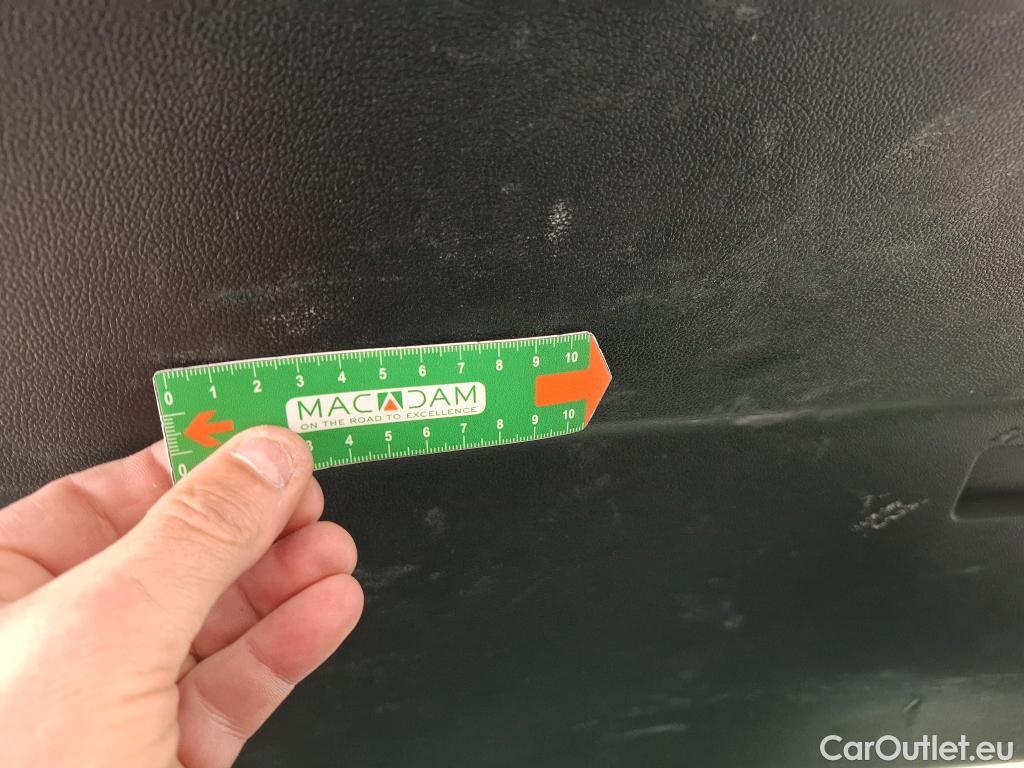 0 1 2 3 4 5 6 7 8 9 10
MACADAM
ON THE ROAD TO EXCELLENCE
0 3 4 5 6 7 8 9 10
CarOutlet.eu